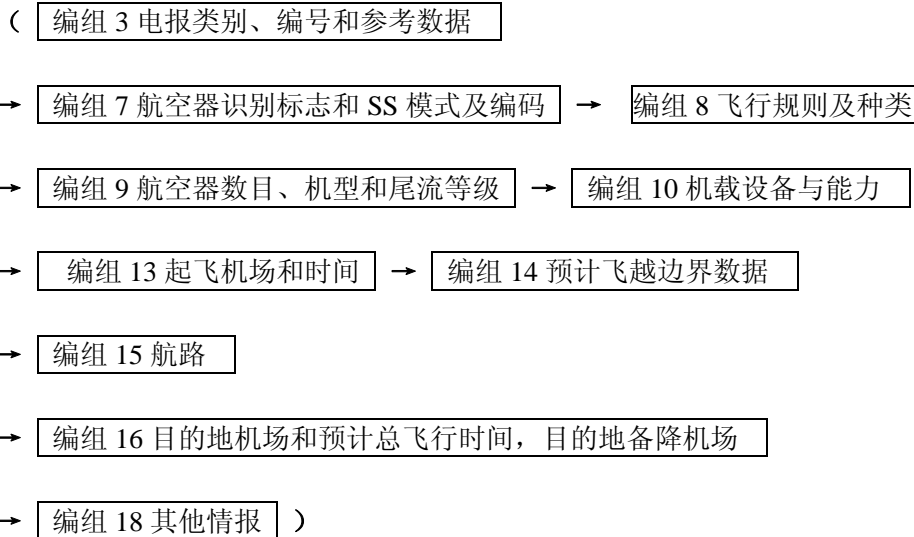 （ 编组 3 电报类别、编号和参考数据
→ 编组 7 航空器识别标志和 SS 模式及编码 → 编组 8 飞行规则及种类
→ 编组 9 航空器数目、机型和尾流等级 → 编组 10 机载设备与能力
→ 编组 13 起飞机场和时间 → 编组 14 预计飞越边界数据
→ 编组 15 航路
→ 编组 16 目的地机场和预计总飞行时间，目的地备降机场
→ 编组 18 其他情报 ）